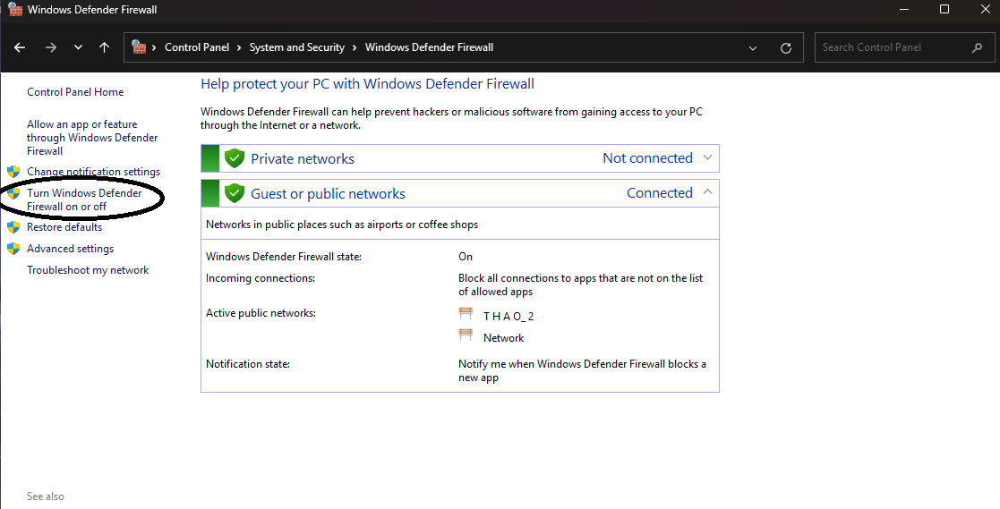 Windows Defender Firewall
Control Panel > System and Security > Windows Defender Firewall
Search Control Panel
Control Panel Home
Allow an app or feature
through Windows Defender
Firewall
Change notification settings
Turn Windows Defender
Firewall on or off
Restore defaults
Advanced settings
Troubleshoot my network
See also
Help protect your PC with Windows Defender Firewall
Windows Defender Firewall can help prevent hackers or malicious software from gaining access to your PC
through the Internet or a network.
Private networks Not connected
Guest or public networks Connected
Networks in public places such as airports or coffee shops
Windows Defender Firewall state: On
Incoming connections: Block all connections to apps that are not on the list
of allowed apps
Active public networks: T H A O_ 2
Network
Notification state: Notify me when Windows Defender Firewall blocks a
new app